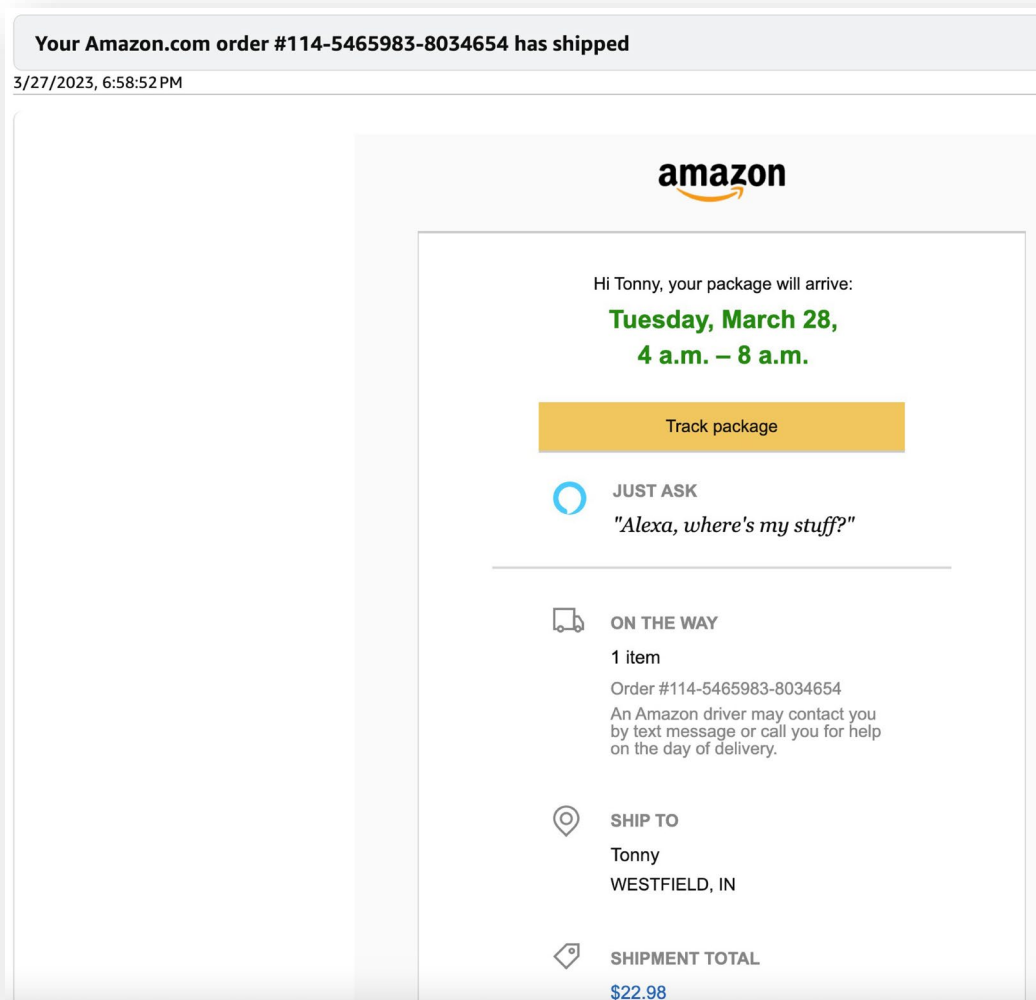 Your Amazon.com order #114-5465983-8034654 has shipped
3/27/2023, 6:58:52 PM
amazon
Hi Tonny, your package will arrive:
Tuesday, March 28,
4 a.m. – 8 a.m.
Track package
JUST ASK
"Alexa, where's my stuff?"
ON THE WAY
1 item
Order #114-5465983-8034654
An Amazon driver may contact you
by text message or call you for help
on the day of delivery.
SHIP TO
Tonny
WESTFIELD, IN
SHIPMENT TOTAL
$22.98